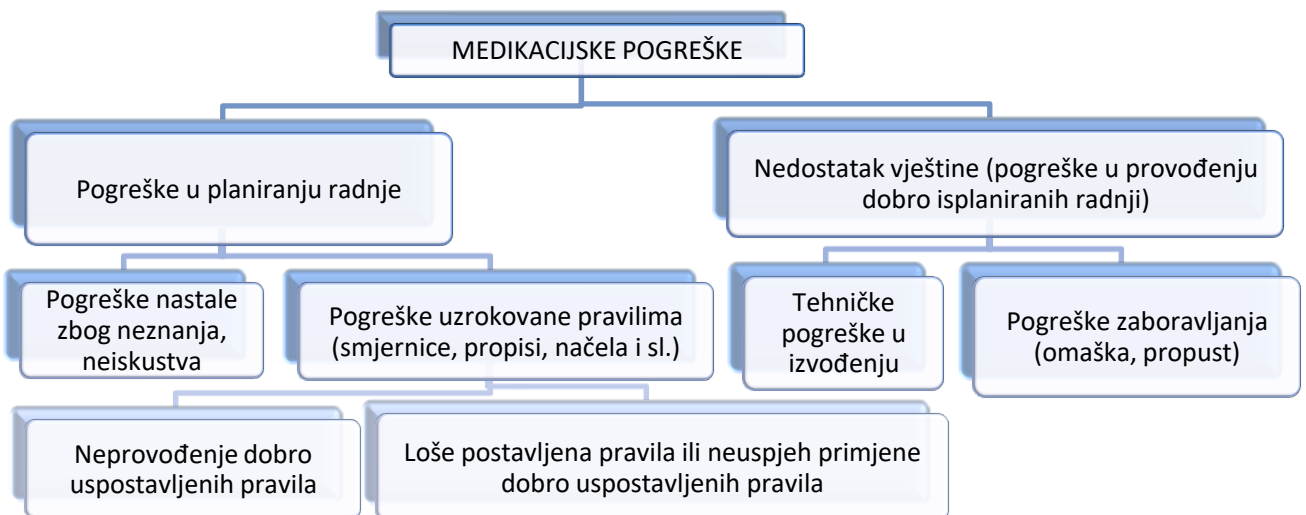 MEDIKACIJSKE POGREŠKE
Pogreške u planiranju radnje
Nedostatak vještine (pogreške u provođenju
dobro isplaniranih radnji)
Pogreške nastale
zbog neznanja,
neiskustva
Pogreške uzrokovane pravilima
(smjernice, propisi, načela i sl.)
Tehničke
pogreške u
izvođenju
Pogreške zaboravljanja
(omaška, propust)
Neprovođenje dobro
uspostavljenih pravila
Loše postavljena pravila ili neuspjeh primjene
dobro uspostavljenih pravila